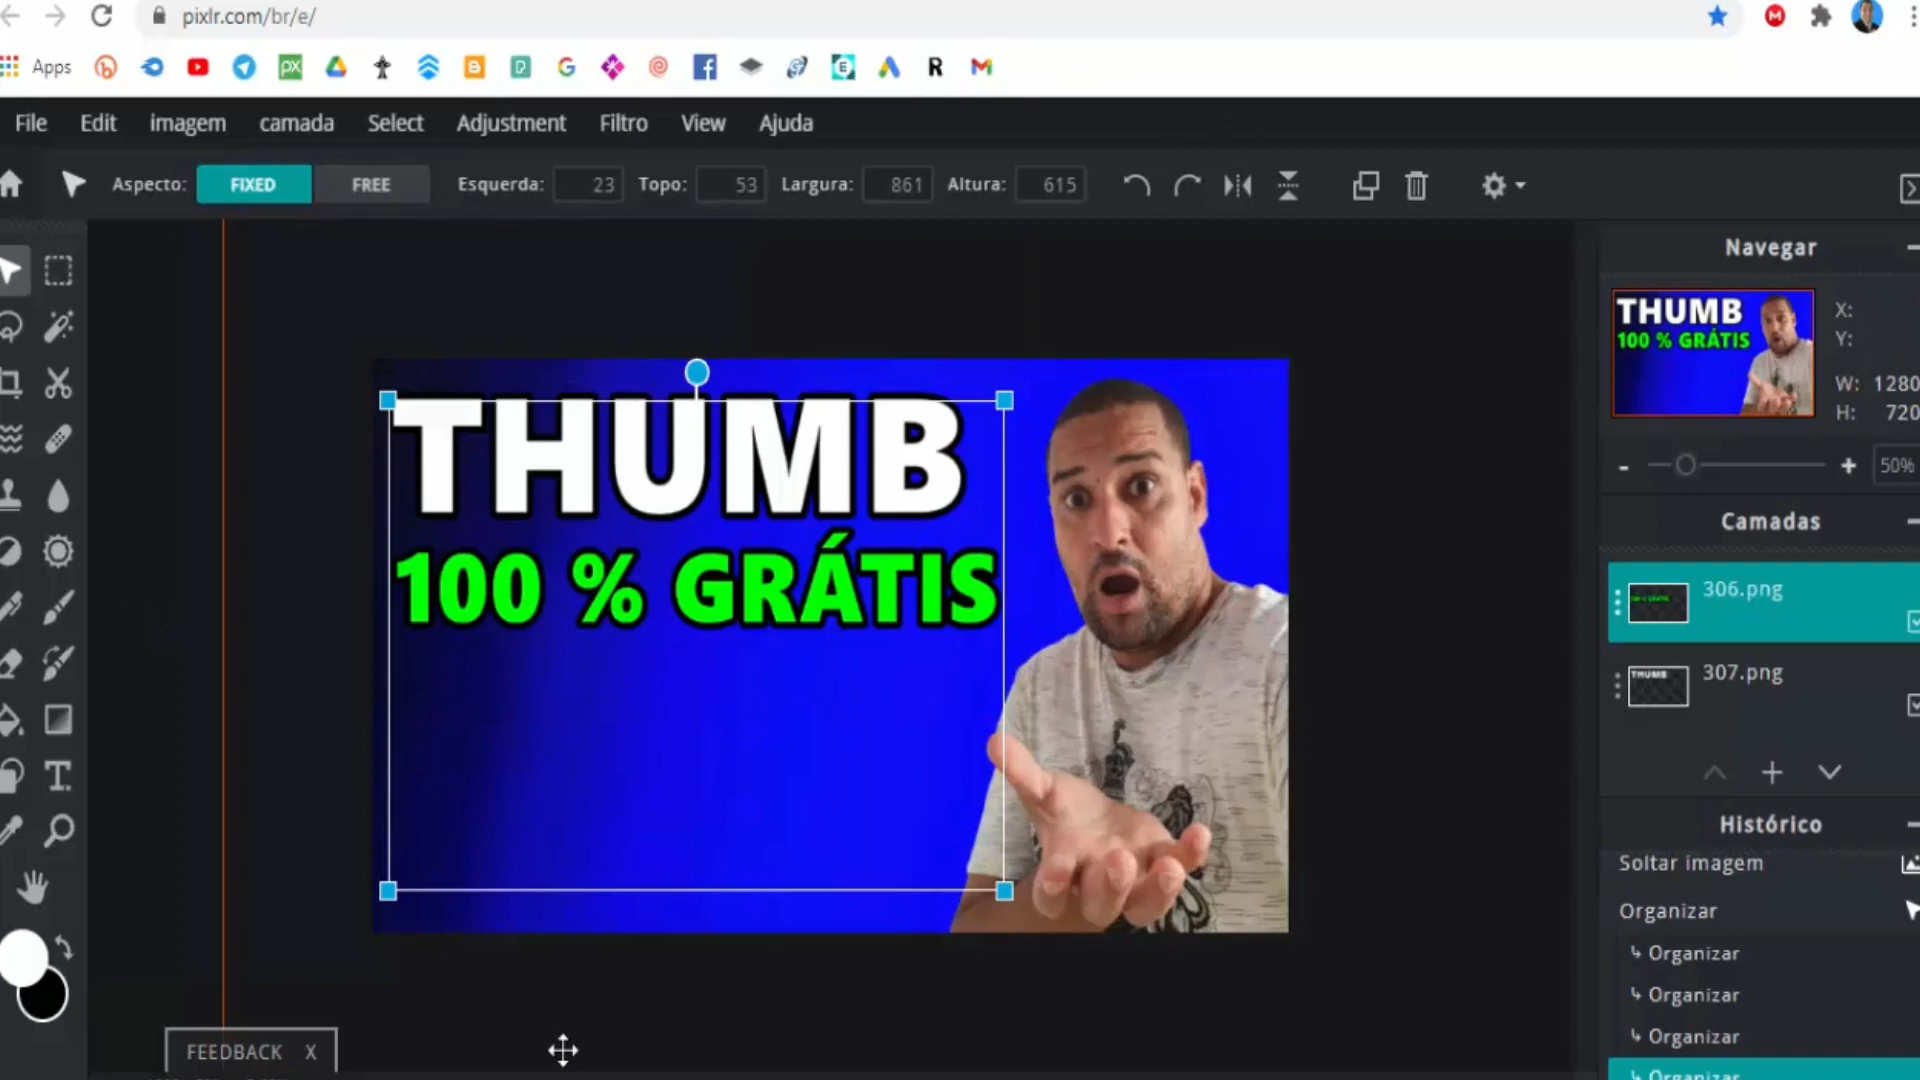 pixlr.com/br/e/
Apps
File Edit imagem camada Select Adjustment Filtro View Ajuda
Aspecto: FIXED FREE Esquerda: 23 Topo: 53 Largura: 861 Altura: 615
Navegar
THUMB
100 % GRÁTIS
X:
Y:
W: 1280
H: 720
- + 50%
Camadas
306.png
307.png
THUMB
100 % GRÁTIS
Histórico
Soltar imagem
Organizar
Organizar
Organizar
Organizar
Organizar
FEEDBACK X